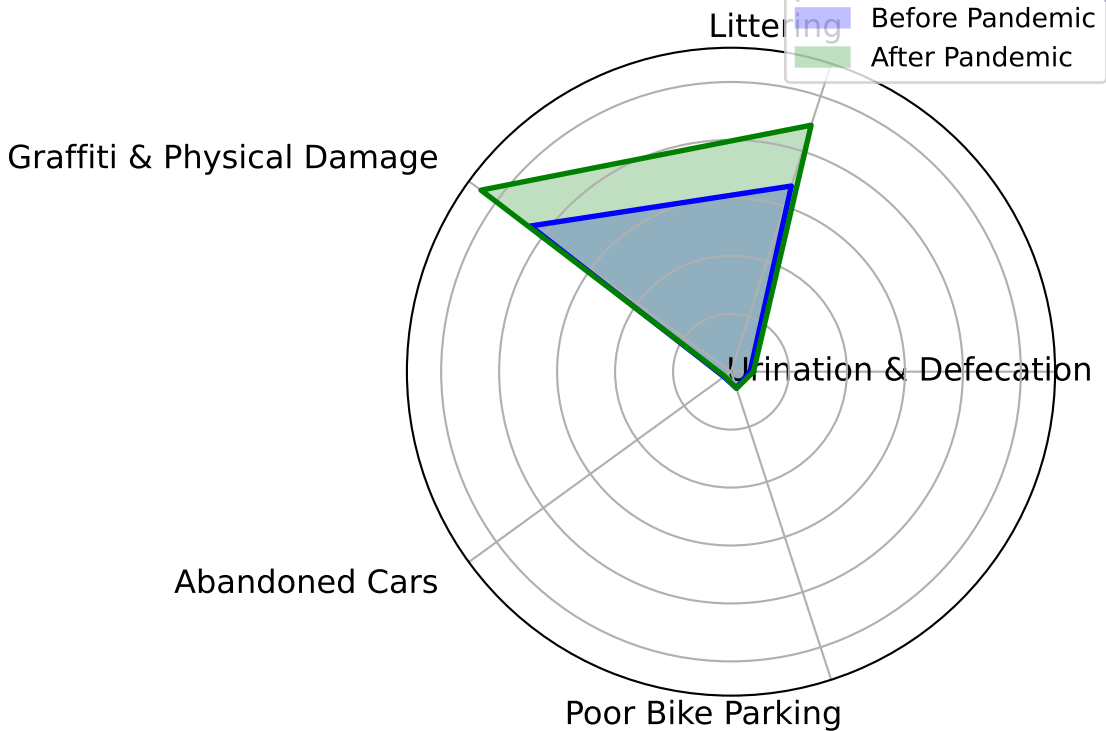 Littering
Before Pandemic
After Pandemic
Graffiti & Physical Damage
Urination & Defecation
Abandoned Cars
Poor Bike Parking